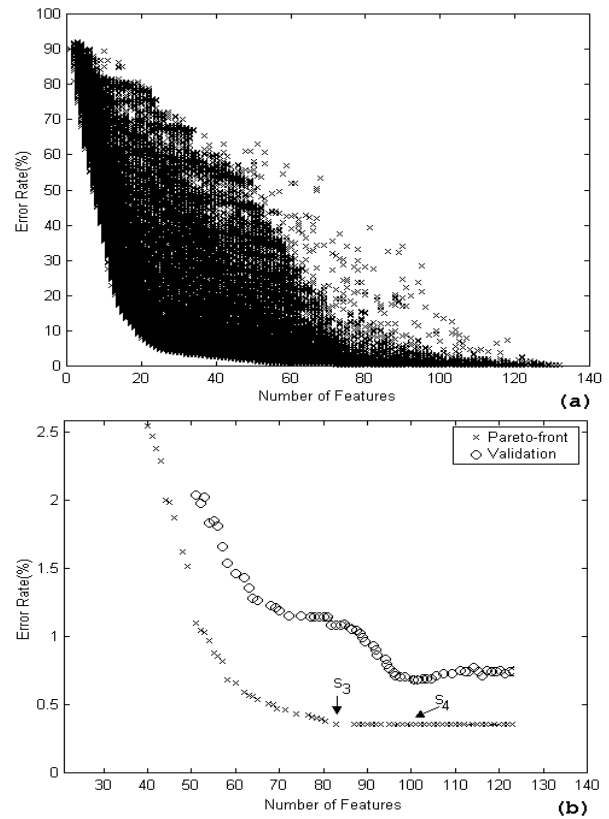 100
90
80
70
60
50
40
30
20
10
0
Error Rate(%)
0 20 40 60 80 100 120 140
Number of Features
(a)
2.5
2
1.5
1
0.5
0
Error Rate(%)
× Pareto-front
○ Validation
S3
S4
30 40 50 60 70 80 90 100 110 120 130 140
Number of Features
(b)